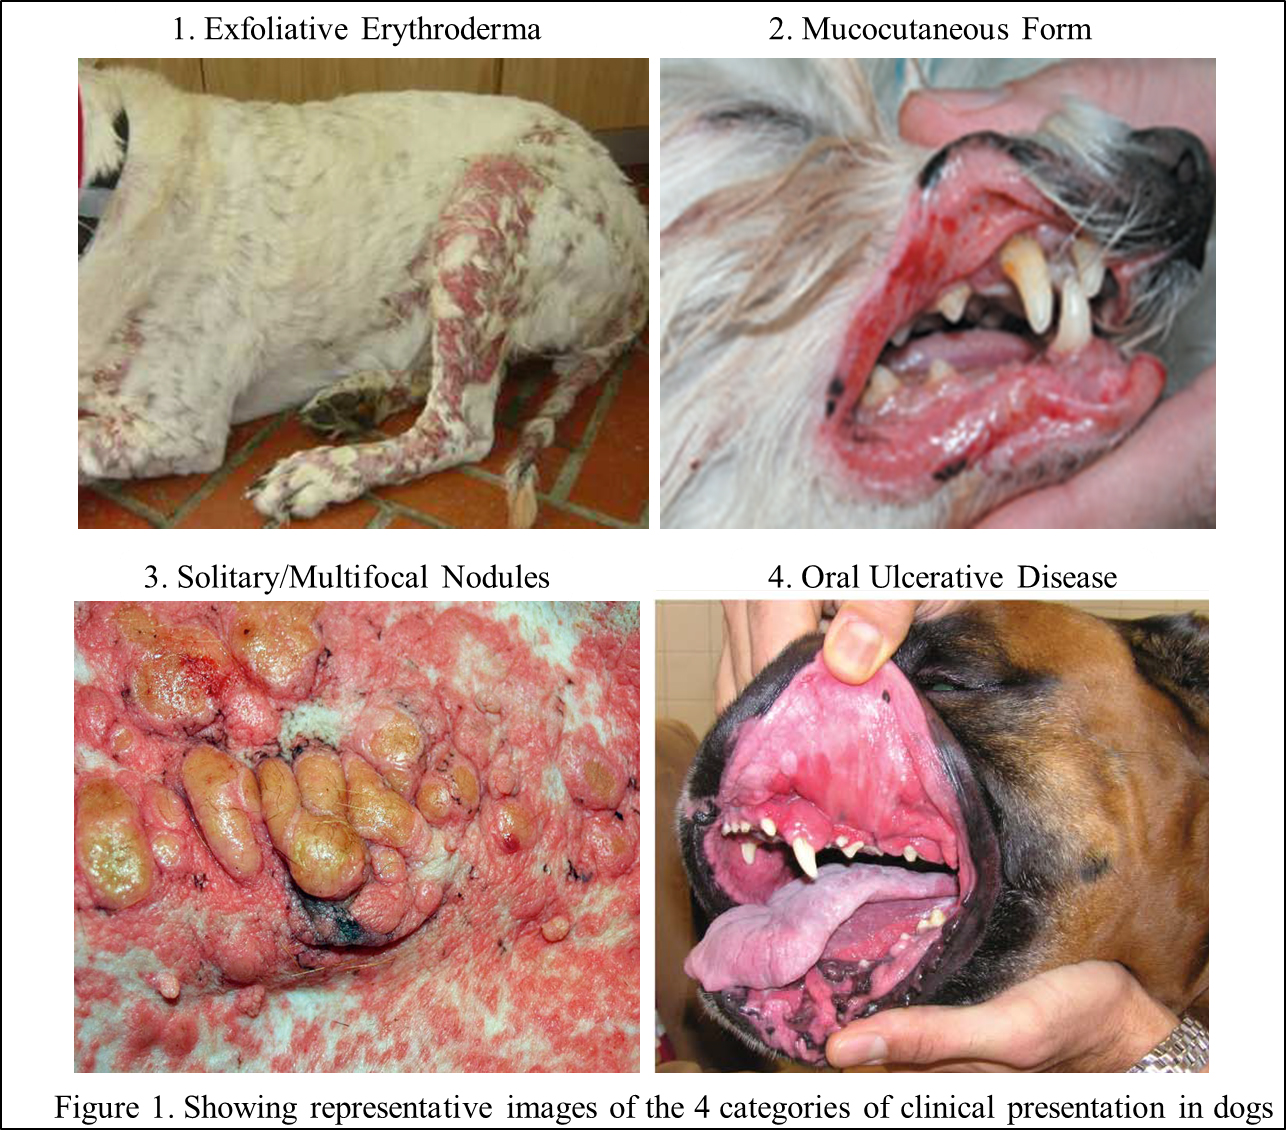 1. Exfoliative Erythroderma
2. Mucocutaneous Form
3. Solitary/Multifocal Nodules
4. Oral Ulcerative Disease
Figure 1. Showing representative images of the 4 categories of clinical presentation in dogs